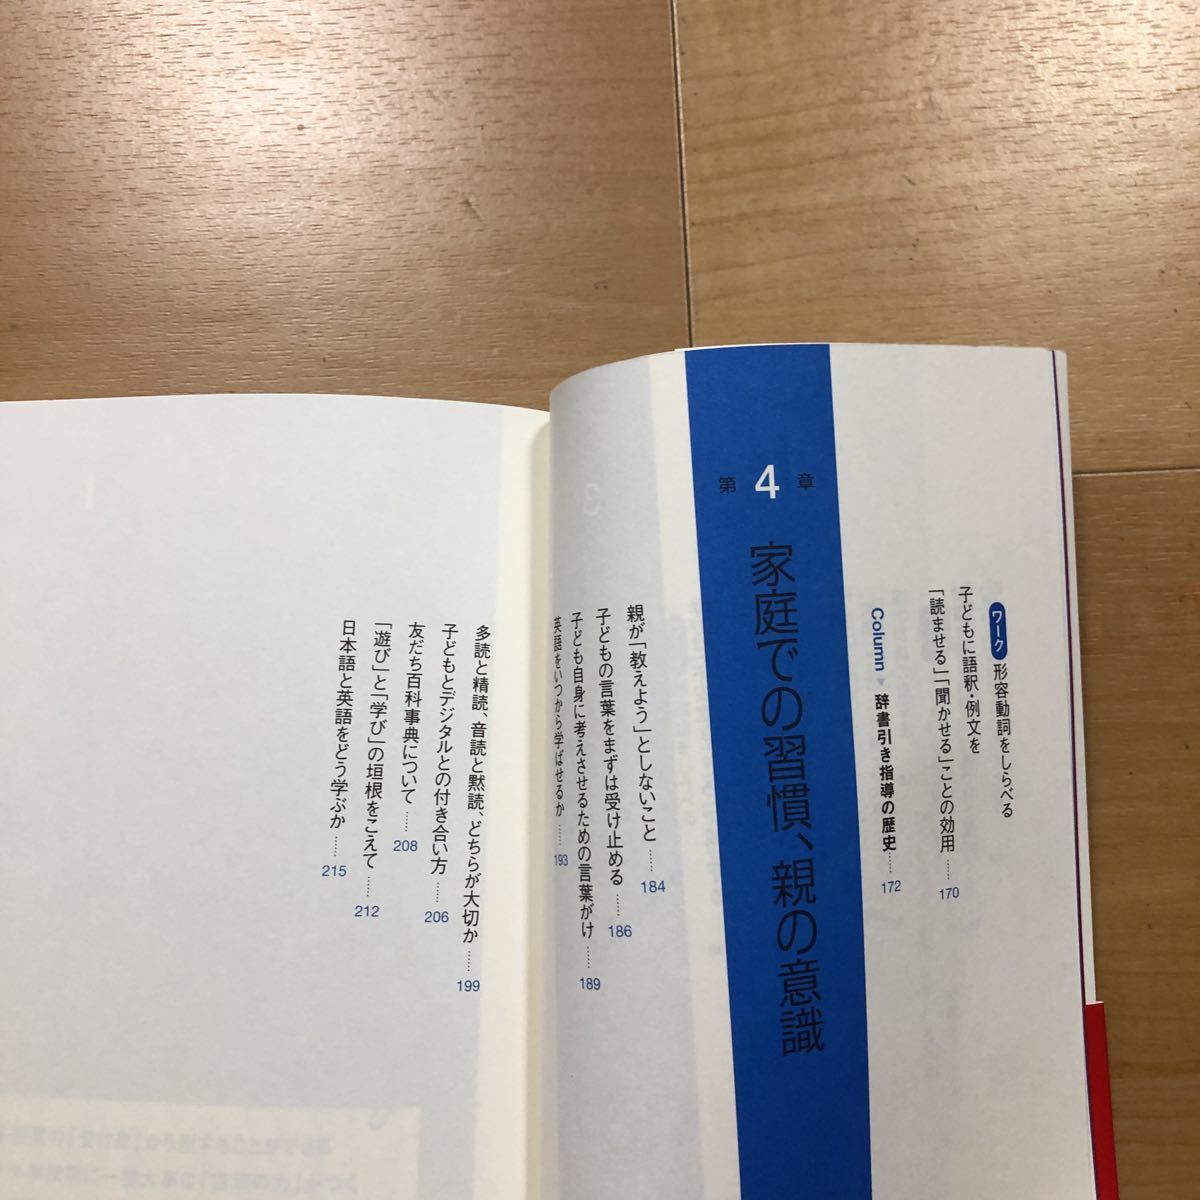 ワーク 形容動詞をしらべる
子どもに語釈・例文を
「読ませる」「聞かせる」ことの効用……170
Column▼辞書引き指導の歴史……172
第4章
家庭での習慣、親の意識
親が「教えよう」としないこと……184
子どもの言葉をまずは受け止める……186
子ども自身に考えさせるための言葉がけ……189
英語をいつから学ばせるか……193
多読と精読、音読と黙読、どちらが大切か……199
子どもとデジタルとの付き合い方……206
友だち百科事典について……208
「遊び」と「学び」の垣根をこえて……212
日本語と英語をどう学ぶか……215